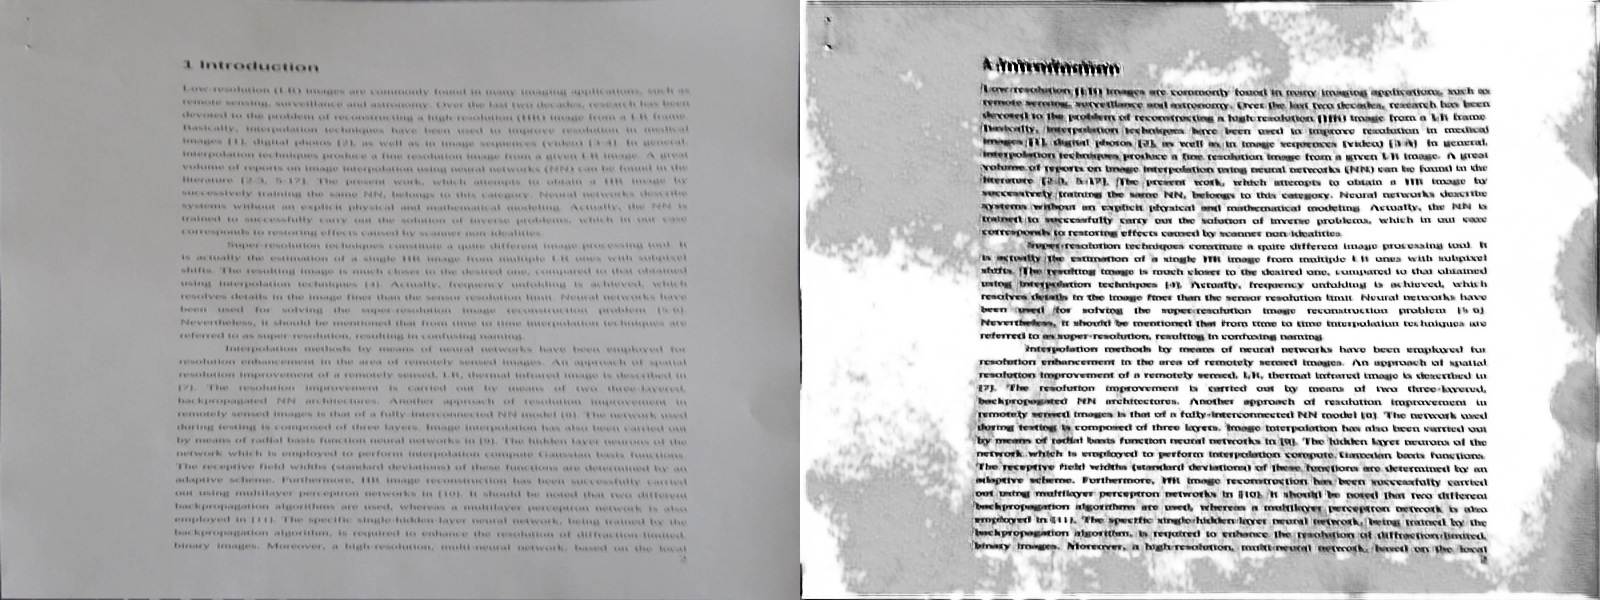 1 Introduction
Low-resolution (LR) images are commonly found in many imaging applications, such as
remote sensing, surveillance and astronomy. Over the last two decades, research has been
devoted to the problem of reconstructing a high-resolution (HR) image from a LR frame.
Basically, interpolation techniques have been used to improve resolution in medical
images [1], digital photos [2], as well as in image sequences (video) [3-4]. In general,
interpolation techniques produce a fine resolution image from a given LR image. A great
volume of reports on image interpolation using neural networks (NN) can be found in the
literature [2-3, 5-17]. The present work, which attempts to obtain a HR image by
successively training the same NN, belongs to this category. Neural networks describe
systems without an explicit physical and mathematical modeling. Actually, the NN is
trained to successfully carry out the solution of inverse problems, which in our case
corresponds to restoring effects caused by scanner non-idealities.
Super-resolution techniques constitute a quite different image-processing tool. It
is actually the estimation of a single HR image from multiple LR ones with subpixel
shifts. The resulting image is much closer to the desired one, compared to that obtained
using interpolation techniques [4]. Actually, frequency unfolding is achieved, which
resolves details in the image finer than the sensor resolution limit. Neural networks have
been used for solving the super-resolution image reconstruction problem [5-6].
Nevertheless, it should be mentioned that from time to time interpolation techniques are
referred to as super-resolution, resulting in confusing naming.
Interpolation methods by means of neural networks have been employed for
resolution enhancement in the area of remotely sensed images. An approach of spatial
resolution improvement of a remotely sensed, LR, thermal infrared image is described in
[7]. The resolution improvement is carried out by means of two three-layered,
backpropagated NN architectures. Another approach of resolution improvement in
remotely sensed images is that of a fully-interconnected NN model [8]. The network used
during testing is composed of three layers. Image interpolation has also been carried out
by means of radial basis function neural networks in [9]. The hidden layer neurons of the
network which is employed to perform interpolation compute Gaussian basis functions.
The receptive field widths (standard deviations) of these functions are determined by an
adaptive scheme. Furthermore, HR image reconstruction has been successfully carried
out using multilayer perceptron networks in [10]. It should be noted that two different
backpropagation algorithms are used, whereas a multilayer perceptron network is also
employed in [11]. The specific single-hidden-layer neural network, being trained by the
backpropagation algorithm, is required to enhance the resolution of diffraction-limited,
binary images. Moreover, a high-resolution, multi-neural network, based on the local
2